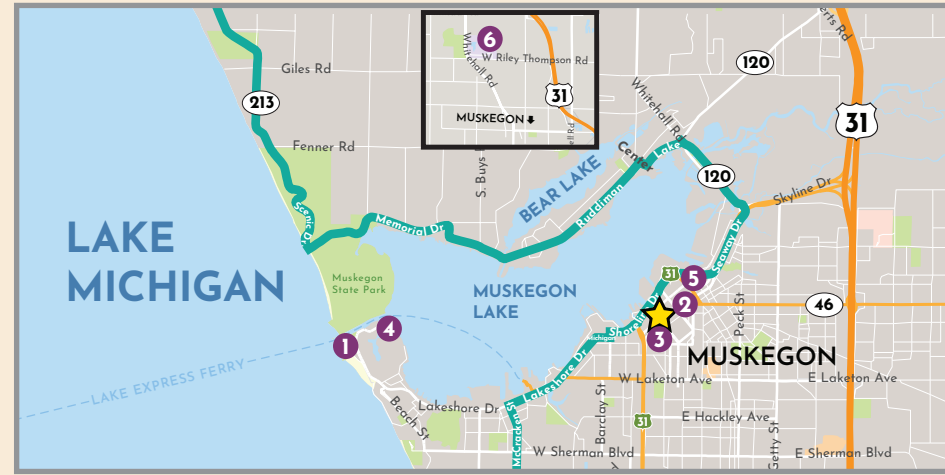 Giles Rd
213
Fenner Rd
Scenic Dr
Memorial Dr
S. Buys
6
Whitehall Rd
W Riley Thompson Rd
31
MUSKEGON
ell Rd
erts Rd
120
31
Whitehall Rd
Center
Lake
Ruddiman
BEAR LAKE
120
Skyline Dr
Seaway Dr
LAKE
MICHIGAN
Muskegon
State Park
MUSKEGON
LAKE
31
5
2
46
Peck St
Shoreline Dr
Michigan
3
MUSKEGON
1
4
LAKE EXPRESS FERRY
Lakeshore Dr
W Laketon Ave
E Laketon Ave
Beach St
Lakeshore Dr
McCracken St
Barclay St
31
E Hackley Ave
Getty St
W Sherman Blvd
E Sherman Blvd